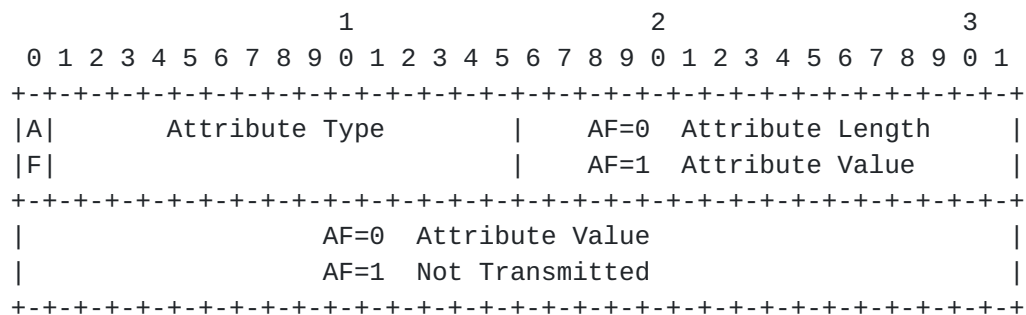 1                   2                   3
 0 1 2 3 4 5 6 7 8 9 0 1 2 3 4 5 6 7 8 9 0 1 2 3 4 5 6 7 8 9 0 1
+-+-+-+-+-+-+-+-+-+-+-+-+-+-+-+-+-+-+-+-+-+-+-+-+-+-+-+-+-+-+-+-+
|A|       Attribute Type        |    AF=0  Attribute Length     |
|F|                             |    AF=1  Attribute Value      |
+-+-+-+-+-+-+-+-+-+-+-+-+-+-+-+-+-+-+-+-+-+-+-+-+-+-+-+-+-+-+-+-+
|                   AF=0  Attribute Value                       |
|                   AF=1  Not Transmitted                       |
+-+-+-+-+-+-+-+-+-+-+-+-+-+-+-+-+-+-+-+-+-+-+-+-+-+-+-+-+-+-+-+-+